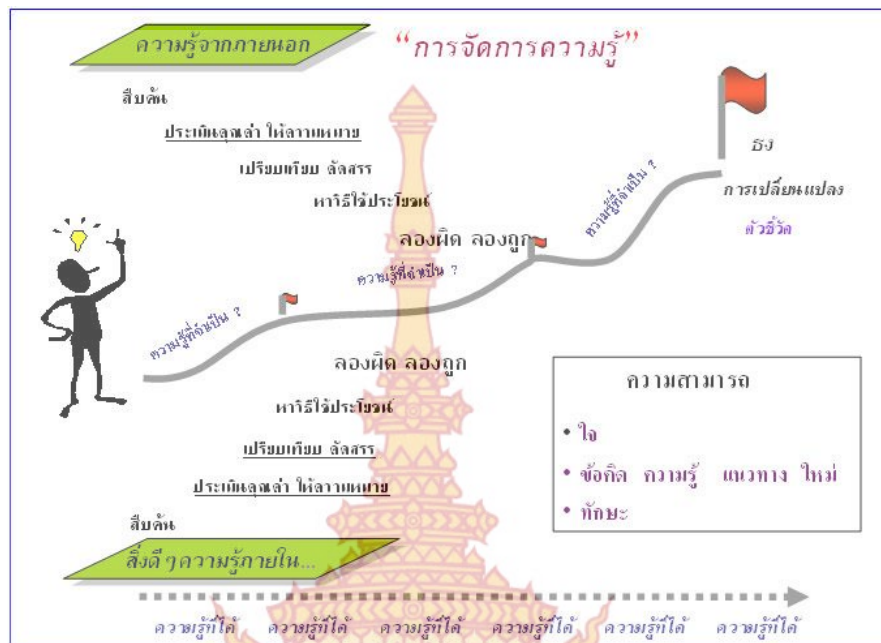 ความรู้จากภายนอก
“การจัดการความรู้”
สืบค้น
ประเมินคุณค่า ให้ความหมาย
เปรียบเทียบ คัดสรร
หาวิธีใช้ประโยชน์
ลองผิด ลองถูก
ธง
การเปลี่ยนแปลง
ตัวชี้วัด
ความรู้ที่จำเป็น ?
ความรู้ที่จำเป็น ?
ความรู้ที่จำเป็น ?
ลองผิด ลองถูก
หาวิธีใช้ประโยชน์
เปรียบเทียบ คัดสรร
ประเมินคุณค่า ให้ความหมาย
สืบค้น
สิ่งดีๆความรู้ภายใน...
ความสามารถ
• ใจ
• ข้อคิด ความรู้ แนวทาง ใหม่
• ทักษะ
ความรู้ที่ได้ ความรู้ที่ได้ ความรู้ที่ได้ ความรู้ที่ได้ ความรู้ที่ได้ ความรู้ที่ได้